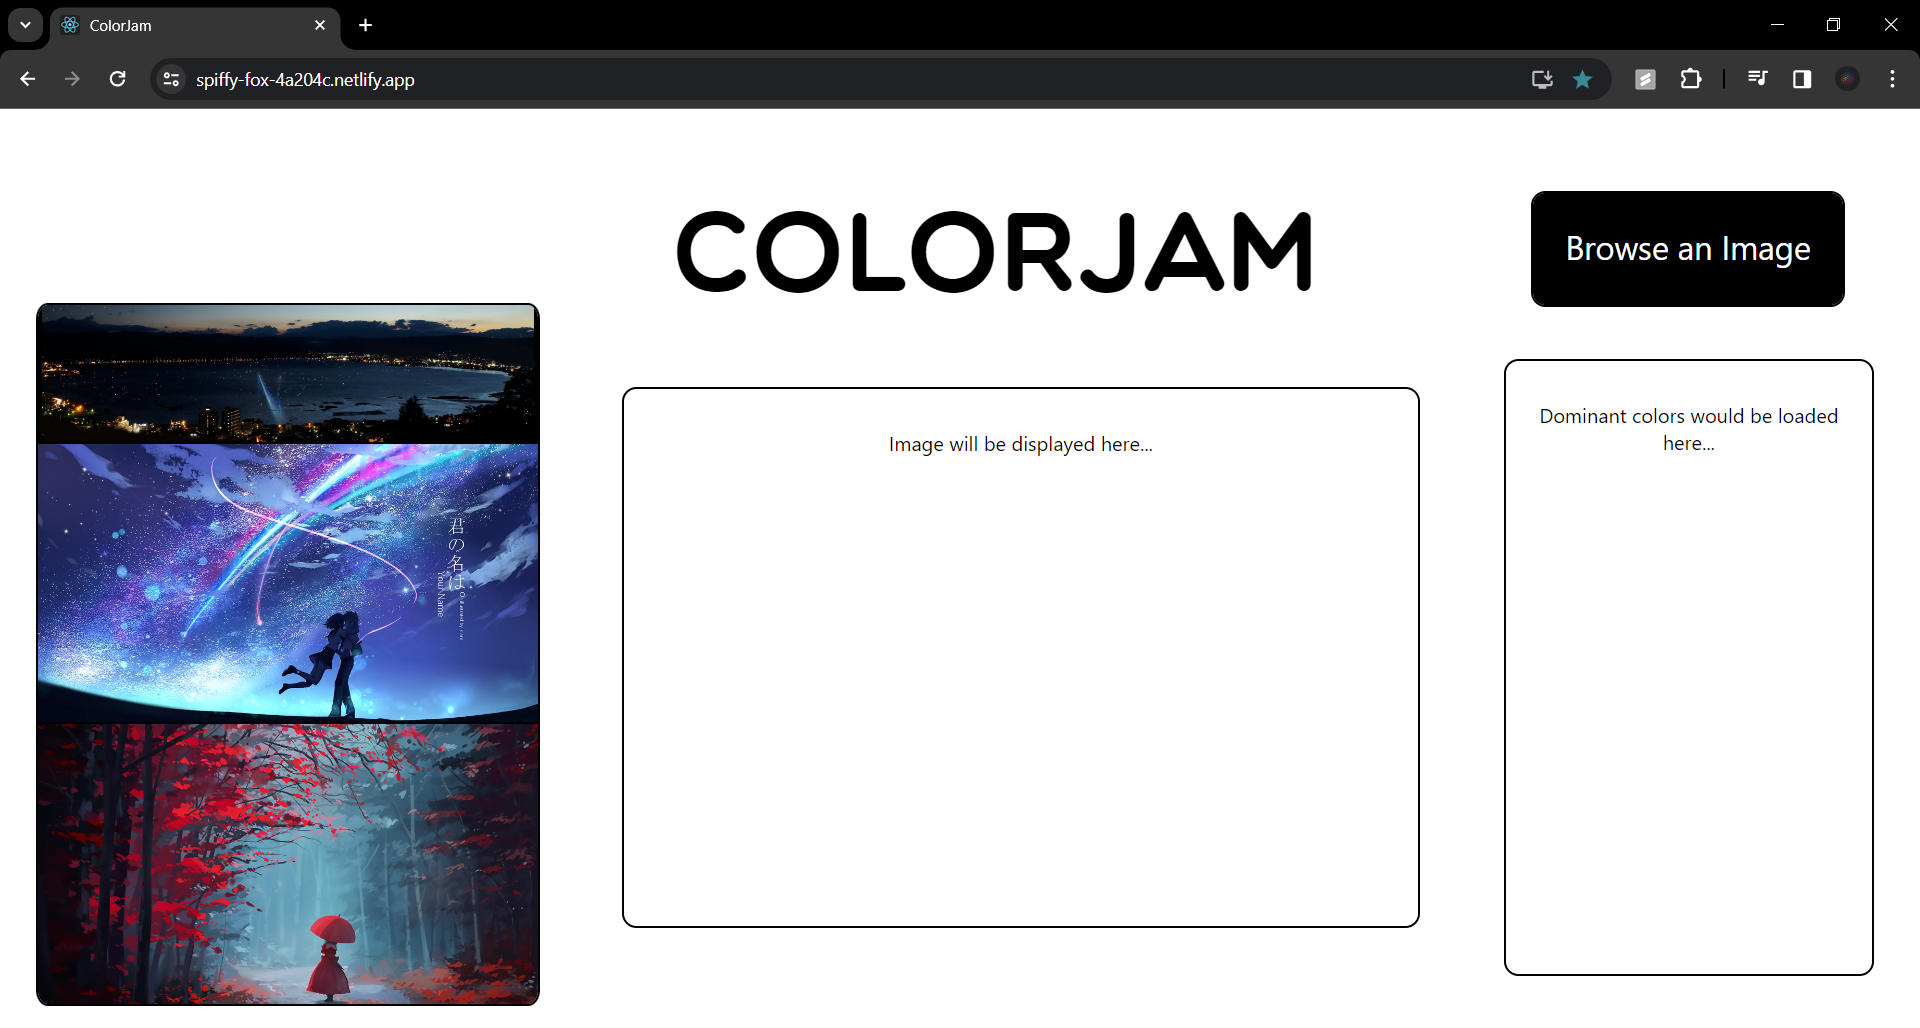 ColorJam
spiffy-fox-4a204c.netlify.app
COLORJAM
Browse an Image
君の名は
Your Name
Image will be displayed here...
Dominant colors would be loaded
here...